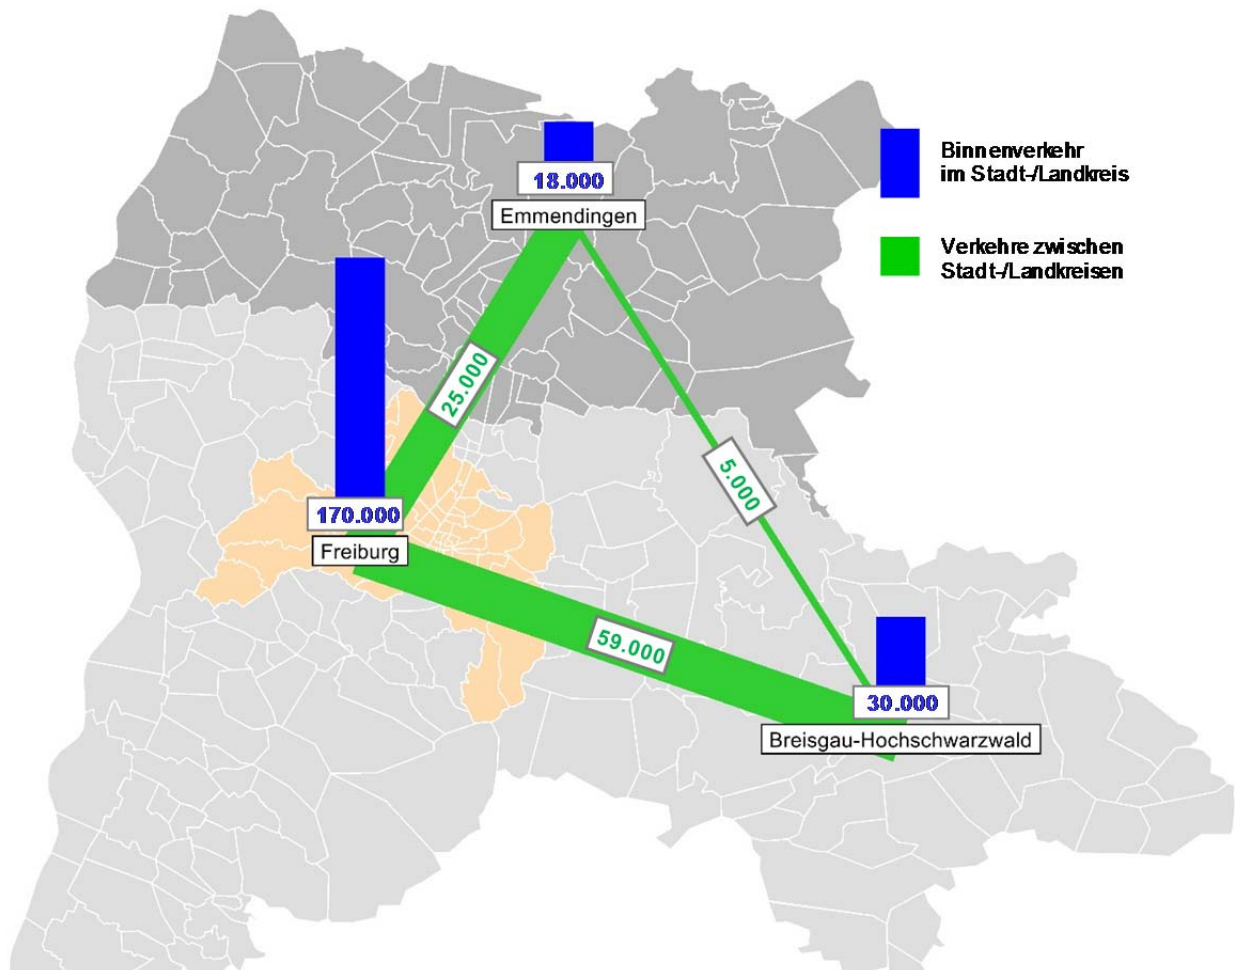 18.000
Emmendingen
Binnenverkehr
im Stadt-/Landkreis
Verkehre zwischen
Stadt-/Landkreisen
25.000
5.000
170.000
Freiburg
59.000
30.000
Breisgau-Hochschwarzwald